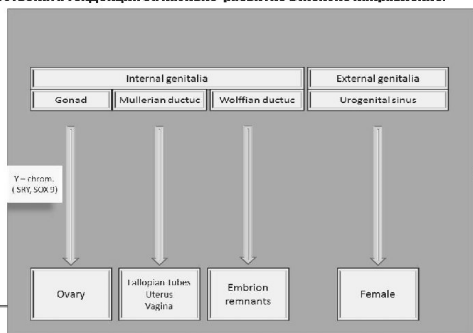 Internal genitalia
External genitalia
Gonad
Mullerian ductuc
Wolffian ductuc
Urogenital sinus
Y – chrom.
( SRY, SOX 9)
Ovary
Fallopian tubes
Uterus
Vagina
Embrion
remnants
Female